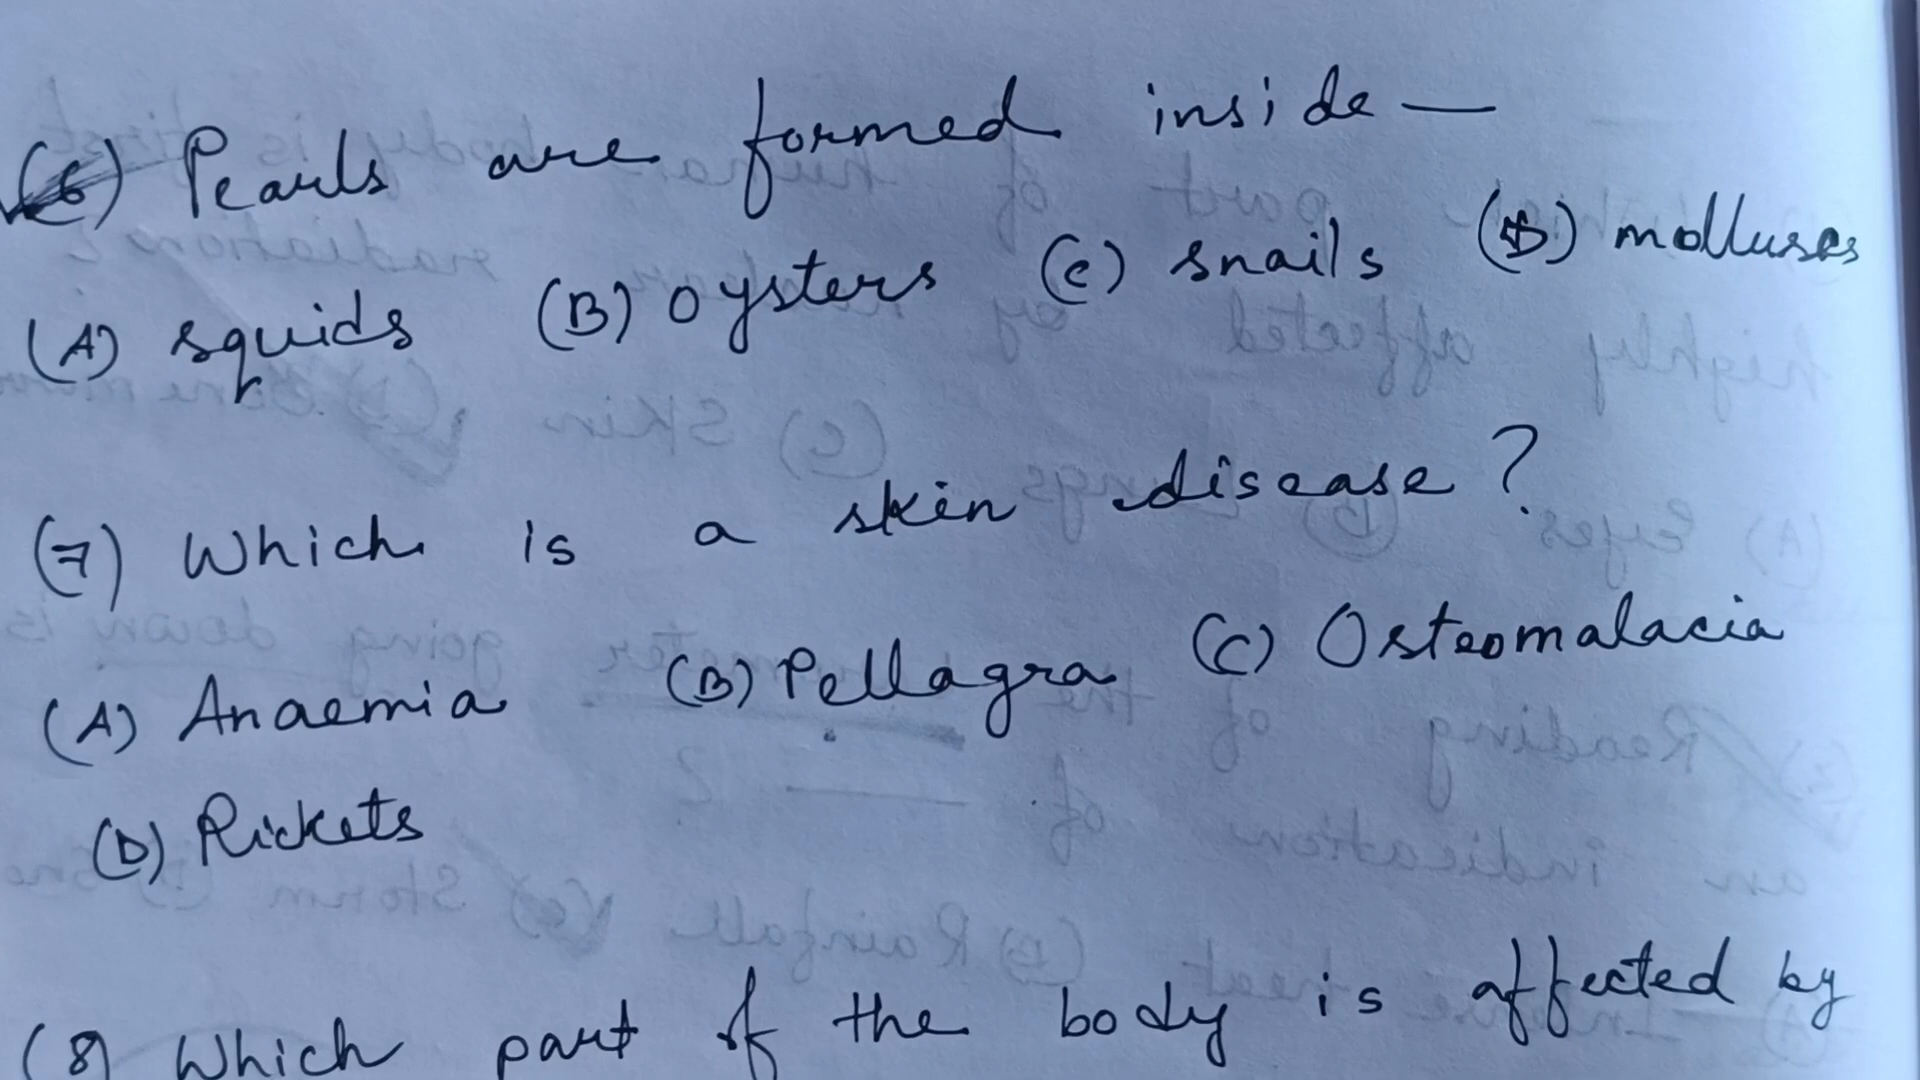 (6) Pearls are formed inside —
(A) squids (B) oysters (C) snails (D) molluscs
(7) Which is a skin disease?
(A) Anaemia (B) Pellagra (C) Osteomalacia
(D) Rickets
(8) Which part of the body is affected by